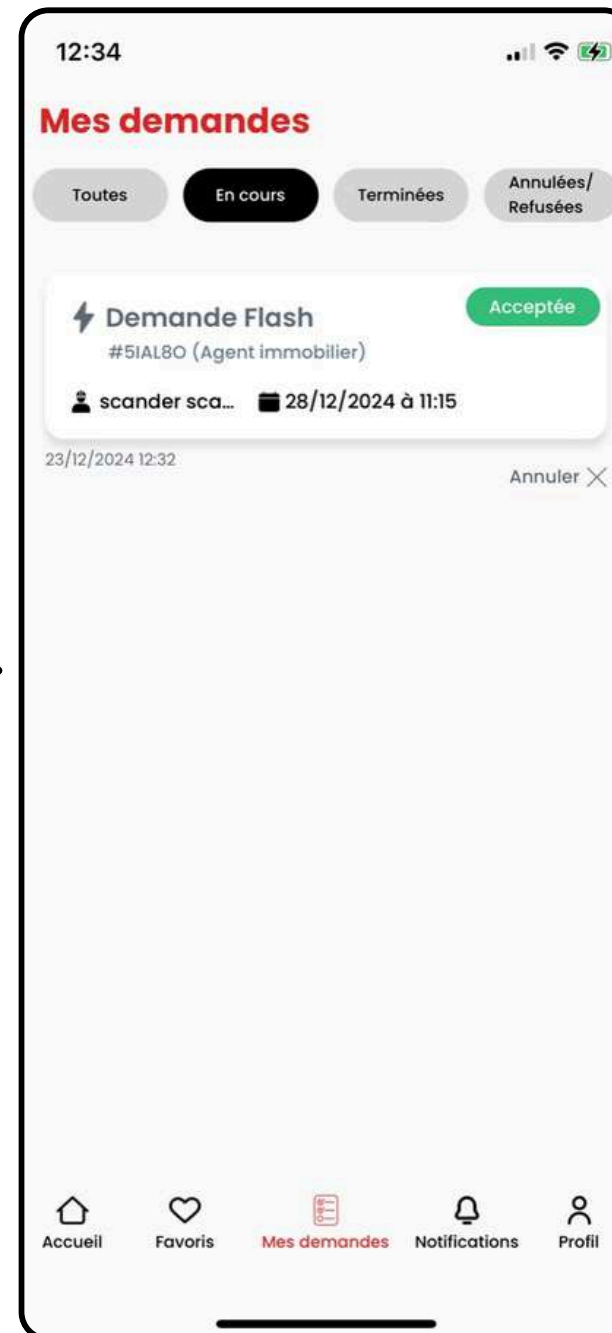 12:34
Mes demandes
Toutes
En cours
Terminées
Annulées/
Refusées
Demande Flash
Acceptée
#5IAL8O (Agent immobilier)
scander sca...
28/12/2024 à 11:15
23/12/2024 12:32
Annuler
Accueil
Favoris
Mes demandes
Notifications
Profil